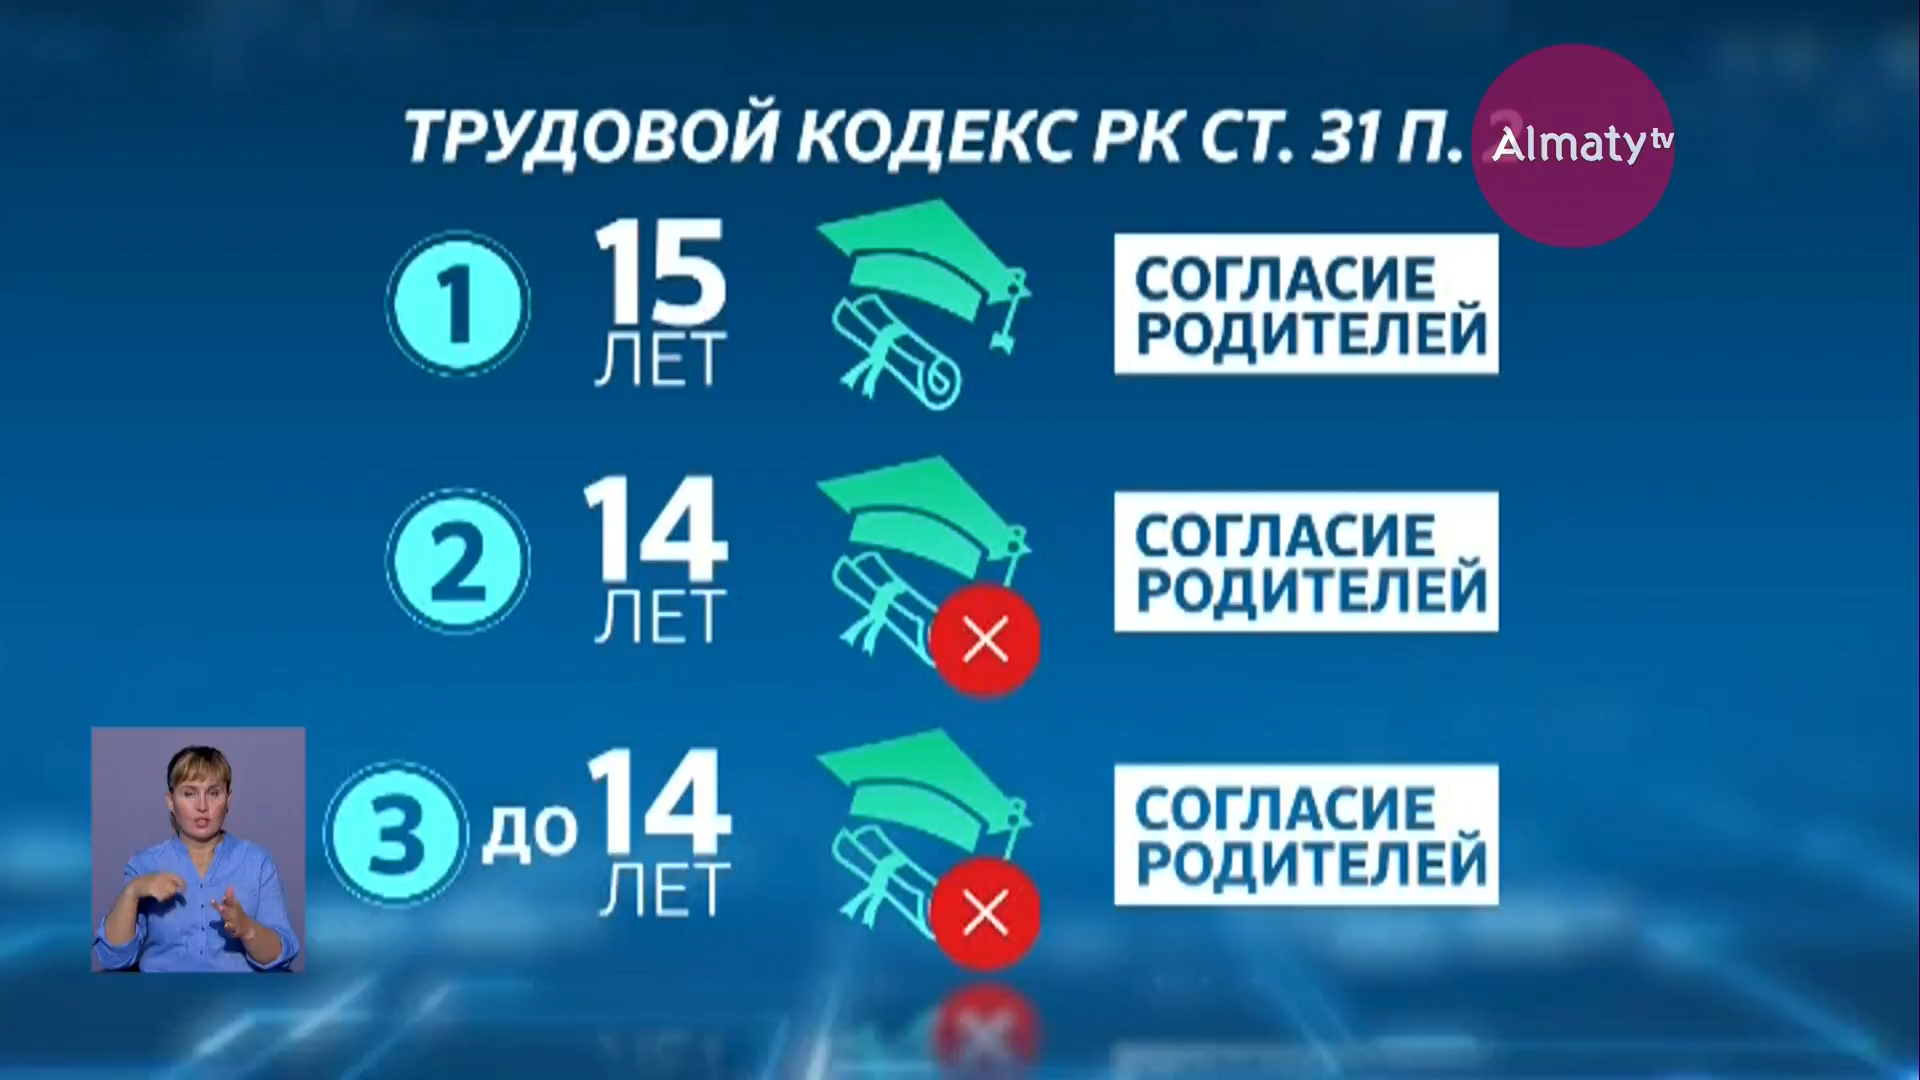 ТРУДОВОЙ КОДЕКС РК СТ. 31 П. 2
Almaty tv
1
15
ЛЕТ
СОГЛАСИЕ
РОДИТЕЛЕЙ
2
14
ЛЕТ
СОГЛАСИЕ
РОДИТЕЛЕЙ
3
ДО 14
ЛЕТ
СОГЛАСИЕ
РОДИТЕЛЕЙ